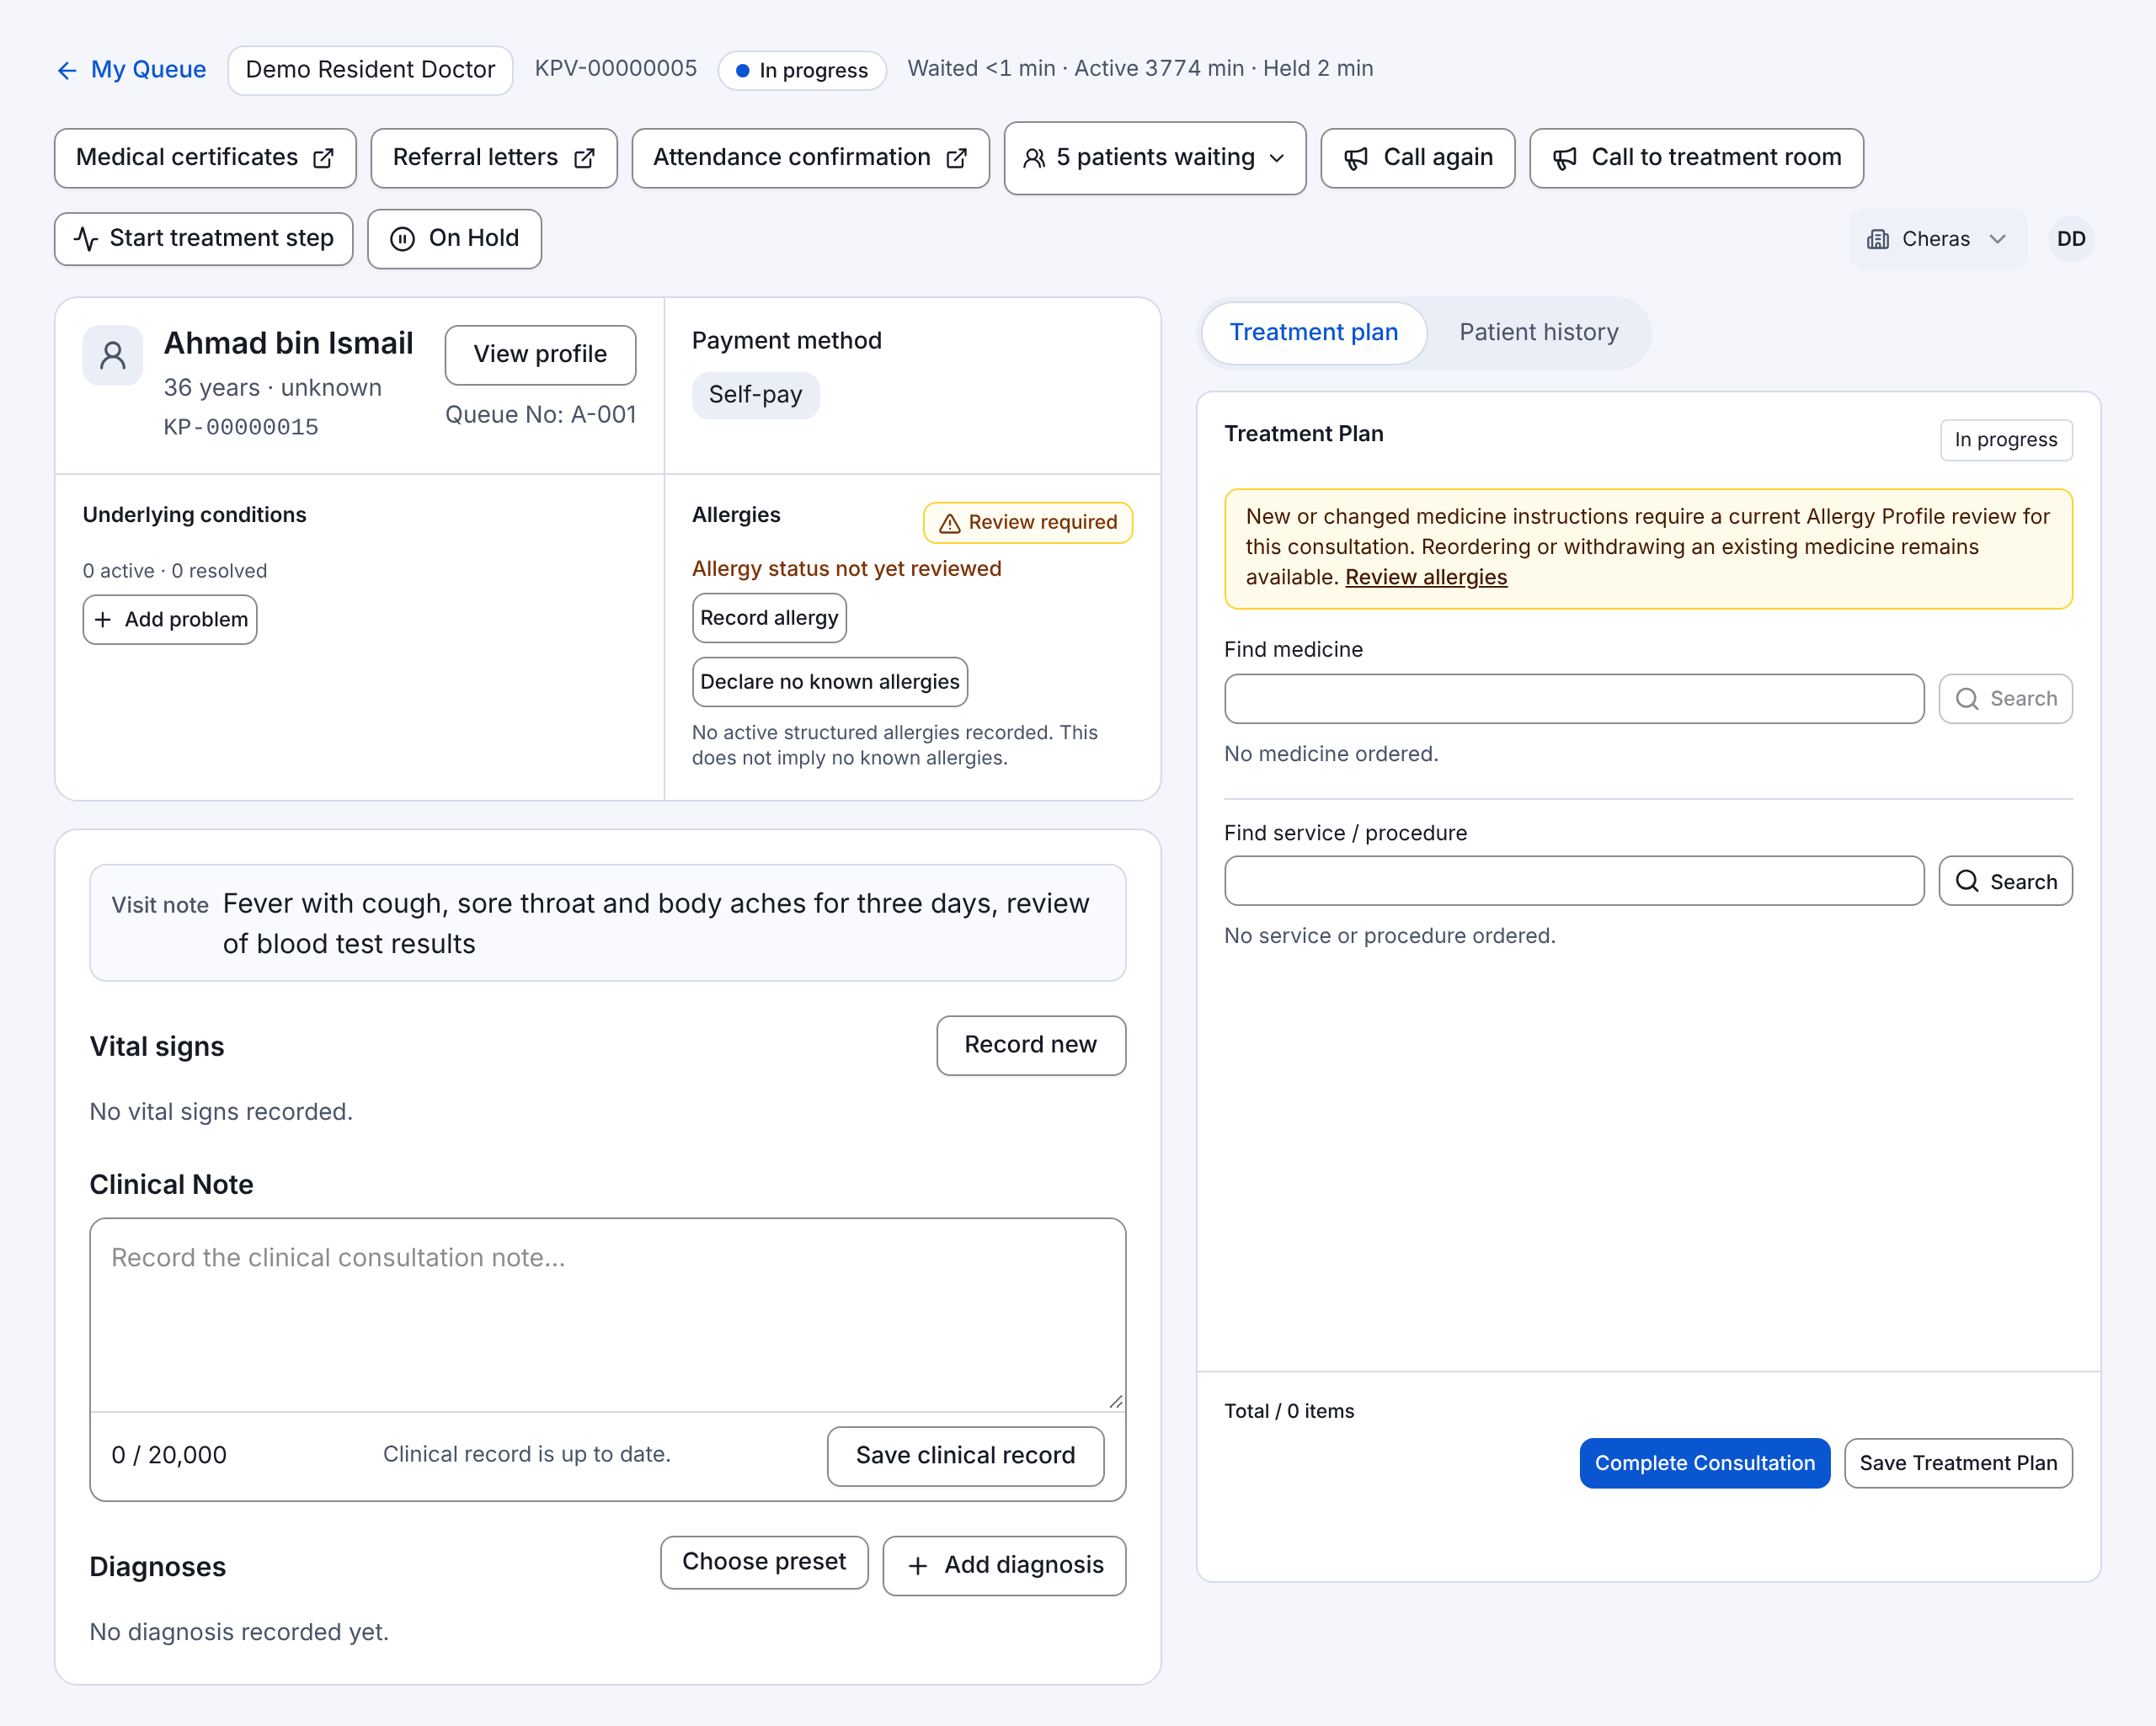 My Queue
Demo Resident Doctor
KPV-00000005
In progress
Waited <1 min · Active 3774 min · Held 2 min
Medical certificates
Referral letters
Attendance confirmation
5 patients waiting
Call again
Call to treatment room
Start treatment step
On Hold
Cheras
DD
Ahmad bin Ismail
36 years · unknown
KP-00000015
View profile
Queue No: A-001
Payment method
Self-pay
Underlying conditions
0 active · 0 resolved
Add problem
Allergies
Review required
Allergy status not yet reviewed
Record allergy
Declare no known allergies
No active structured allergies recorded. This
does not imply no known allergies.
Visit note
Fever with cough, sore throat and body aches for three days, review
of blood test results
Vital signs
Record new
No vital signs recorded.
Clinical Note
Record the clinical consultation note...
0 / 20,000
Clinical record is up to date.
Save clinical record
Diagnoses
Choose preset
Add diagnosis
No diagnosis recorded yet.
Treatment plan
Patient history
Treatment Plan
In progress
New or changed medicine instructions require a current Allergy Profile review for
this consultation. Reordering or withdrawing an existing medicine remains
available. Review allergies
Find medicine
Search
No medicine ordered.
Find service / procedure
Search
No service or procedure ordered.
Total / 0 items
Complete Consultation
Save Treatment Plan